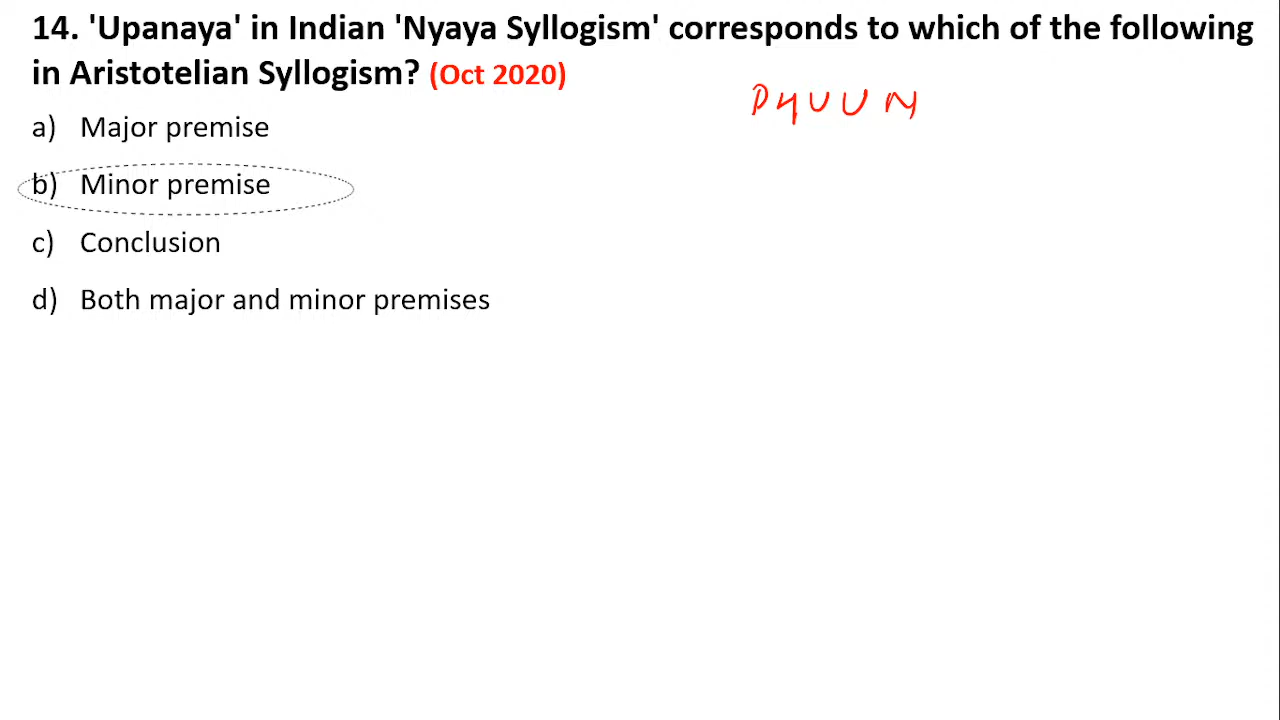 14. 'Upanaya' in Indian 'Nyaya Syllogism' corresponds to which of the following
in Aristotelian Syllogism? (Oct 2020)
P H U U N
a) Major premise
b) Minor premise
c) Conclusion
d) Both major and minor premises